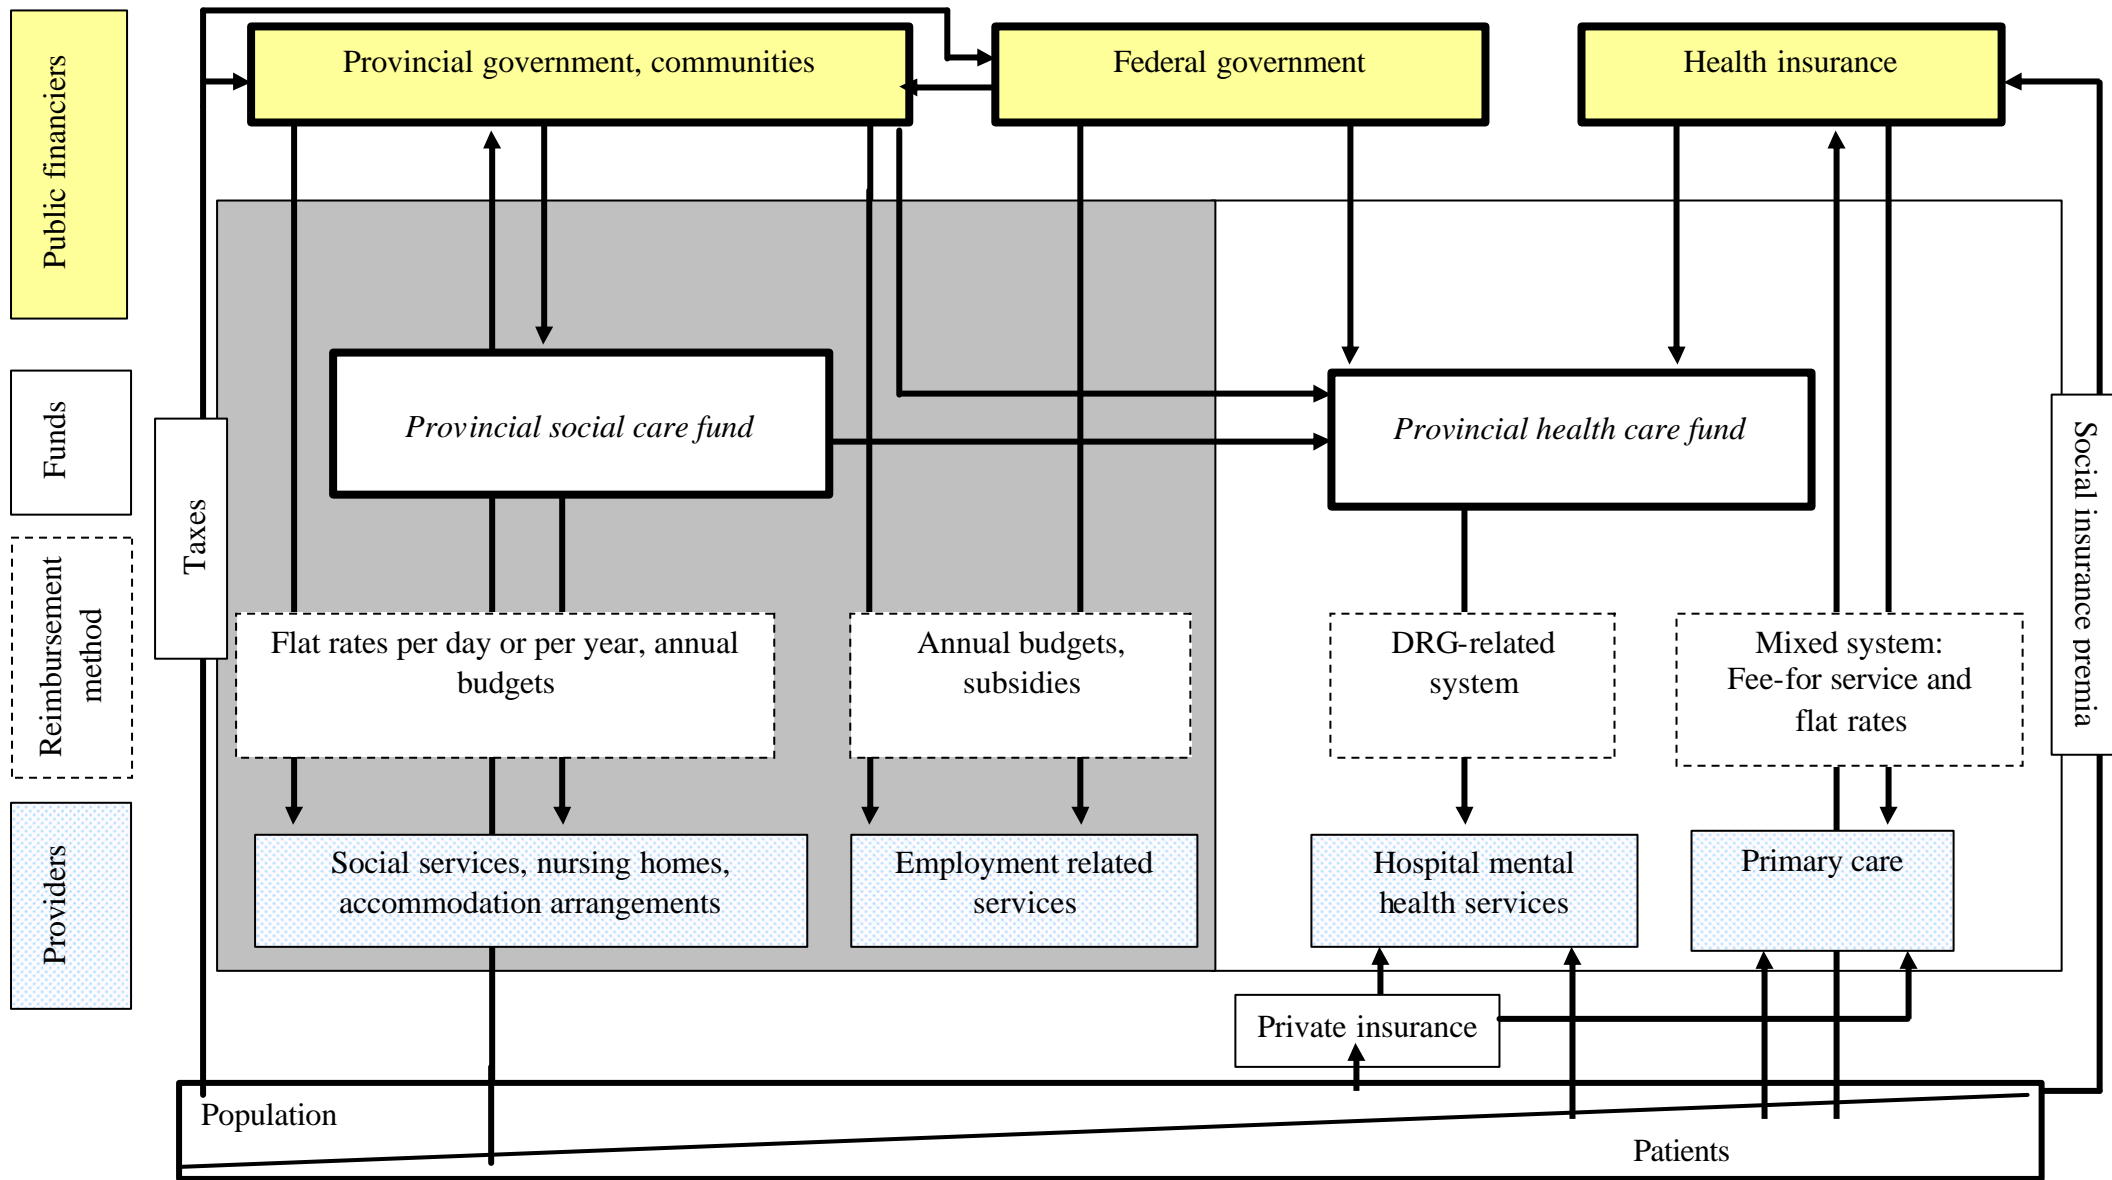 Public financiers
Provincial government, communities
Federal government
Health insurance
Funds
Provincial social care fund
Provincial health care fund
Taxes
Social insurance premia
Reimbursement
method
Flat rates per day or per year, annual
budgets
Annual budgets,
subsidies
DRG-related
system
Mixed system:
Fee-for service and
flat rates
Providers
Social services, nursing homes,
accommodation arrangements
Employment related
services
Hospital mental
health services
Primary care
Private insurance
Population
Patients